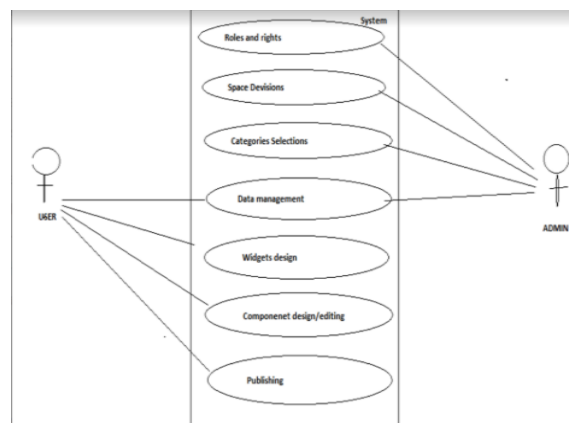 System
Roles and rights
Space Devisions
Categories Selections
Data management
U6ER
ADMIN
Widgets design
Componenet design/editing
Publishing